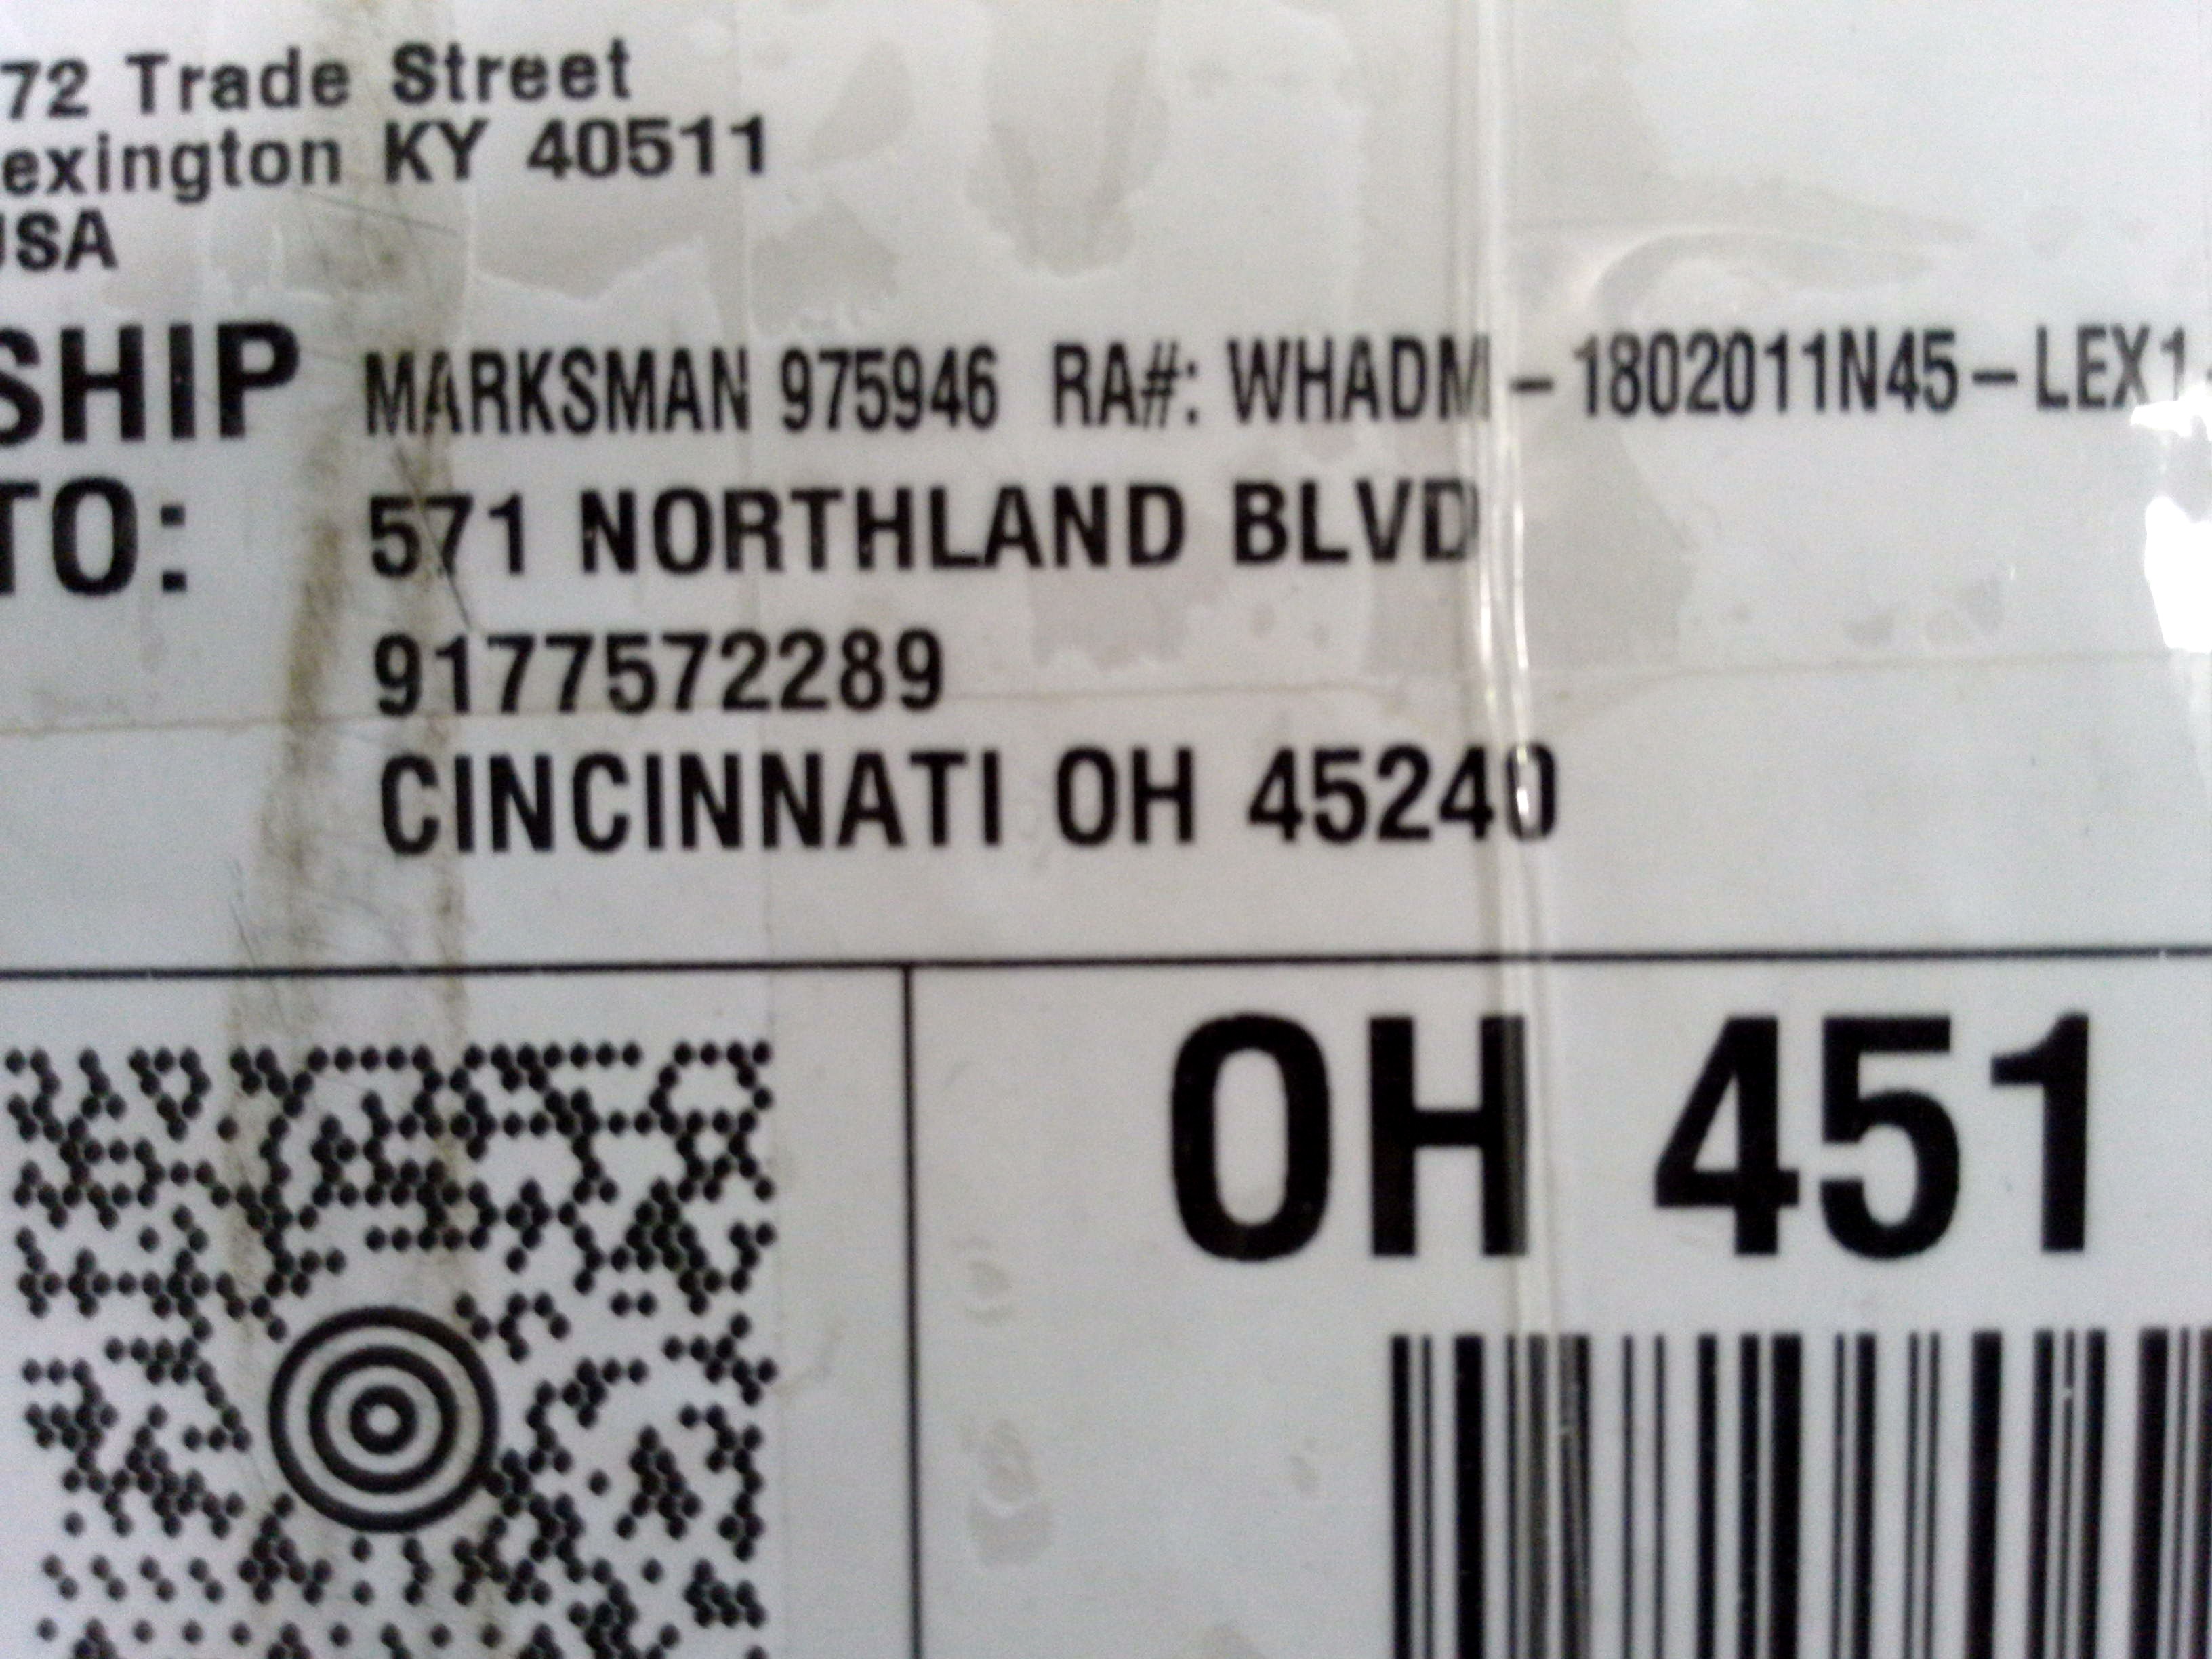 72 Trade Street
exington KY 40511
USA
SHIP TO:
MARKSMAN 975946 RA#: WHADM-1802011N45-LEX1-
571 NORTHLAND BLVD
9177572289
CINCINNATI OH 45240
OH 451